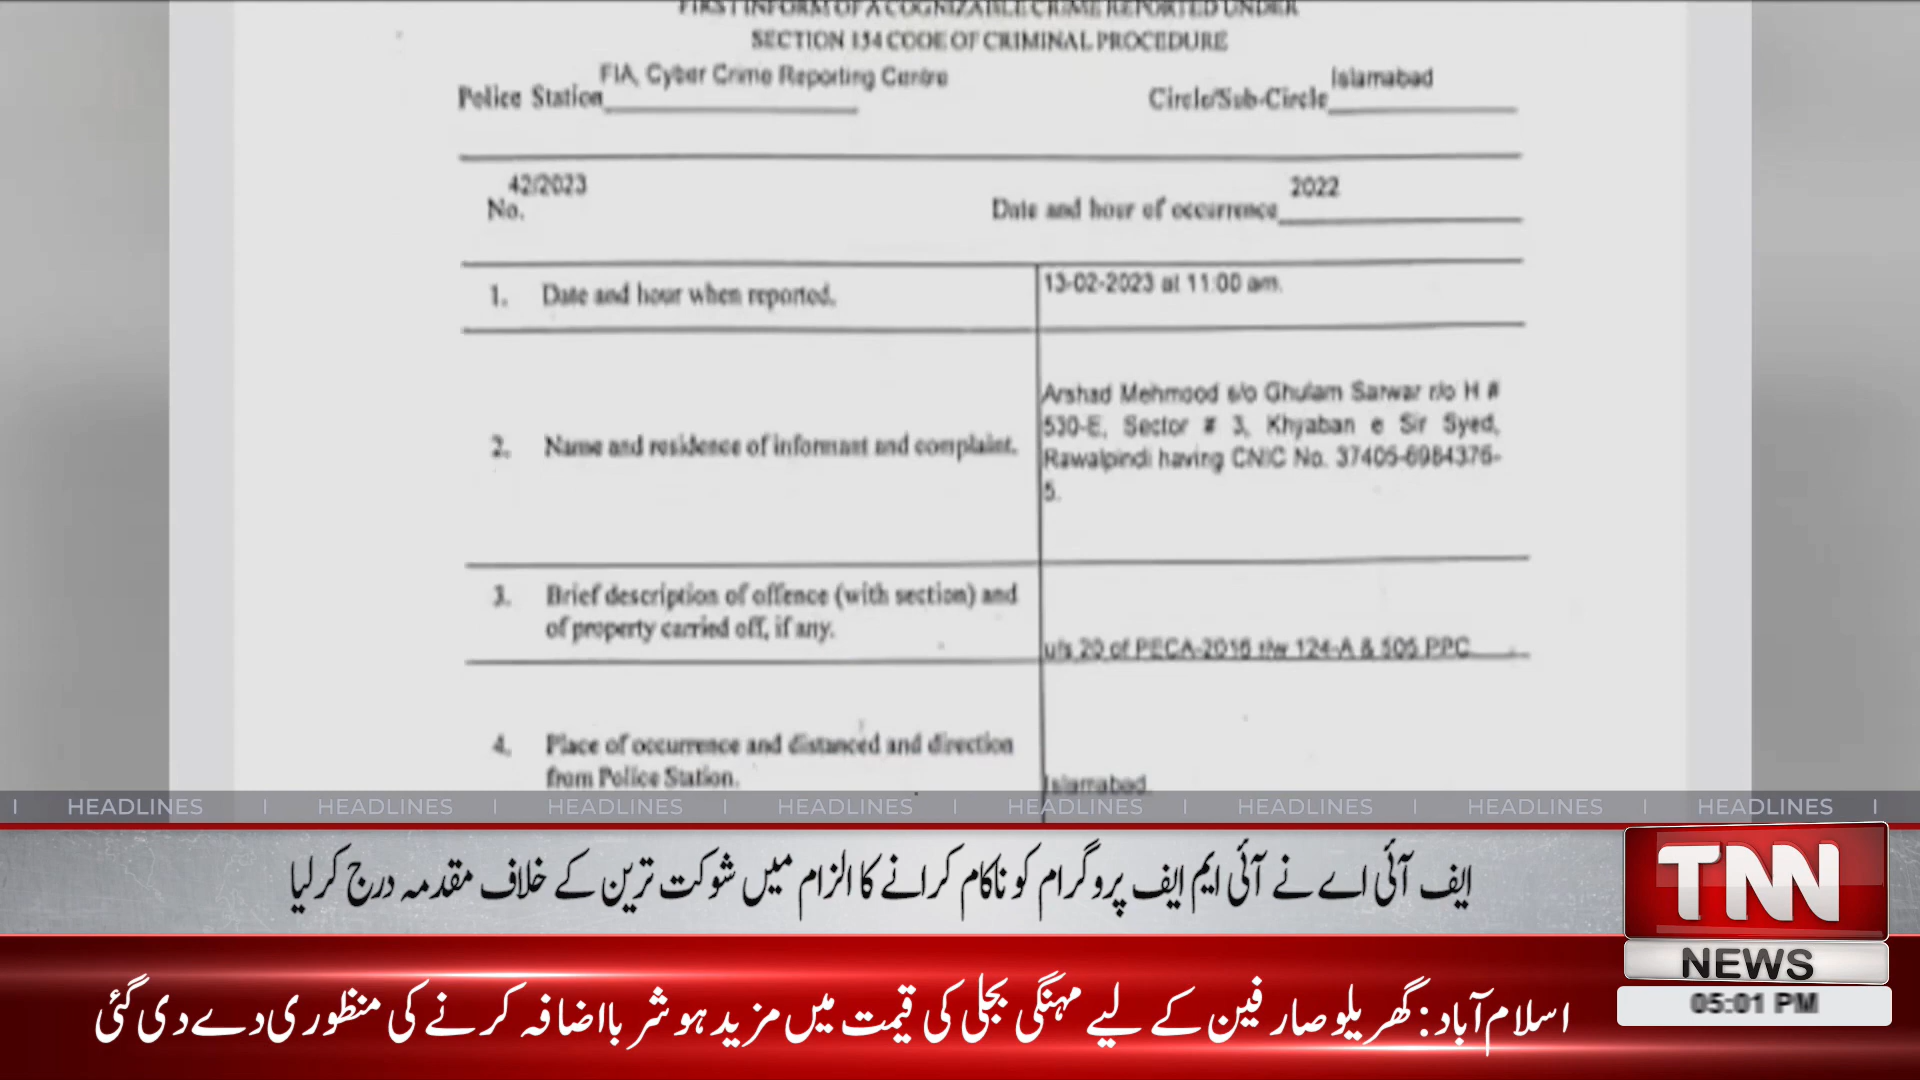 FIRST INFORM OF A COGNIZABLE CRIME REPORTED UNDER
SECTION 154 CODE OF CRIMINAL PROCEDURE
Police Station FIA, Cyber Crime Reporting Centre Circle/Sub-Circle Islamabad
No. 42/2023 Date and hour of occurrence 2022
1. Date and hour when reported. 13-02-2023 at 11:00 am.
2. Name and residence of informant and complaint.
Arshad Mehmood s/o Ghulam Sarwar r/o H #
530-E, Sector # 3, Khyaban e Sir Syed,
Rawalpindi having CNIC No. 37405-6984376-
5.
3. Brief description of offence (with section) and
of property carried off, if any.
u/s 20 of PECA-2016 r/w 124-A & 505 PPC
4. Place of occurrence and distanced and direction
from Police Station.
Islamabad.
HEADLINES HEADLINES HEADLINES HEADLINES HEADLINES HEADLINES HEADLINES HEADLINES
ایف آئی اے نے آئی ایم ایف پروگرام کو ناکام کرانے کا الزام میں شوکت ترین کے خلاف مقدمہ درج کرلیا
TNN
NEWS
05:01 PM
اسلام آباد: گھریلو صارفین کے لیے مہنگی بجلی کی قیمت میں مزید ہوشربا اضافہ کرنے کی منظوری دے دی گئی